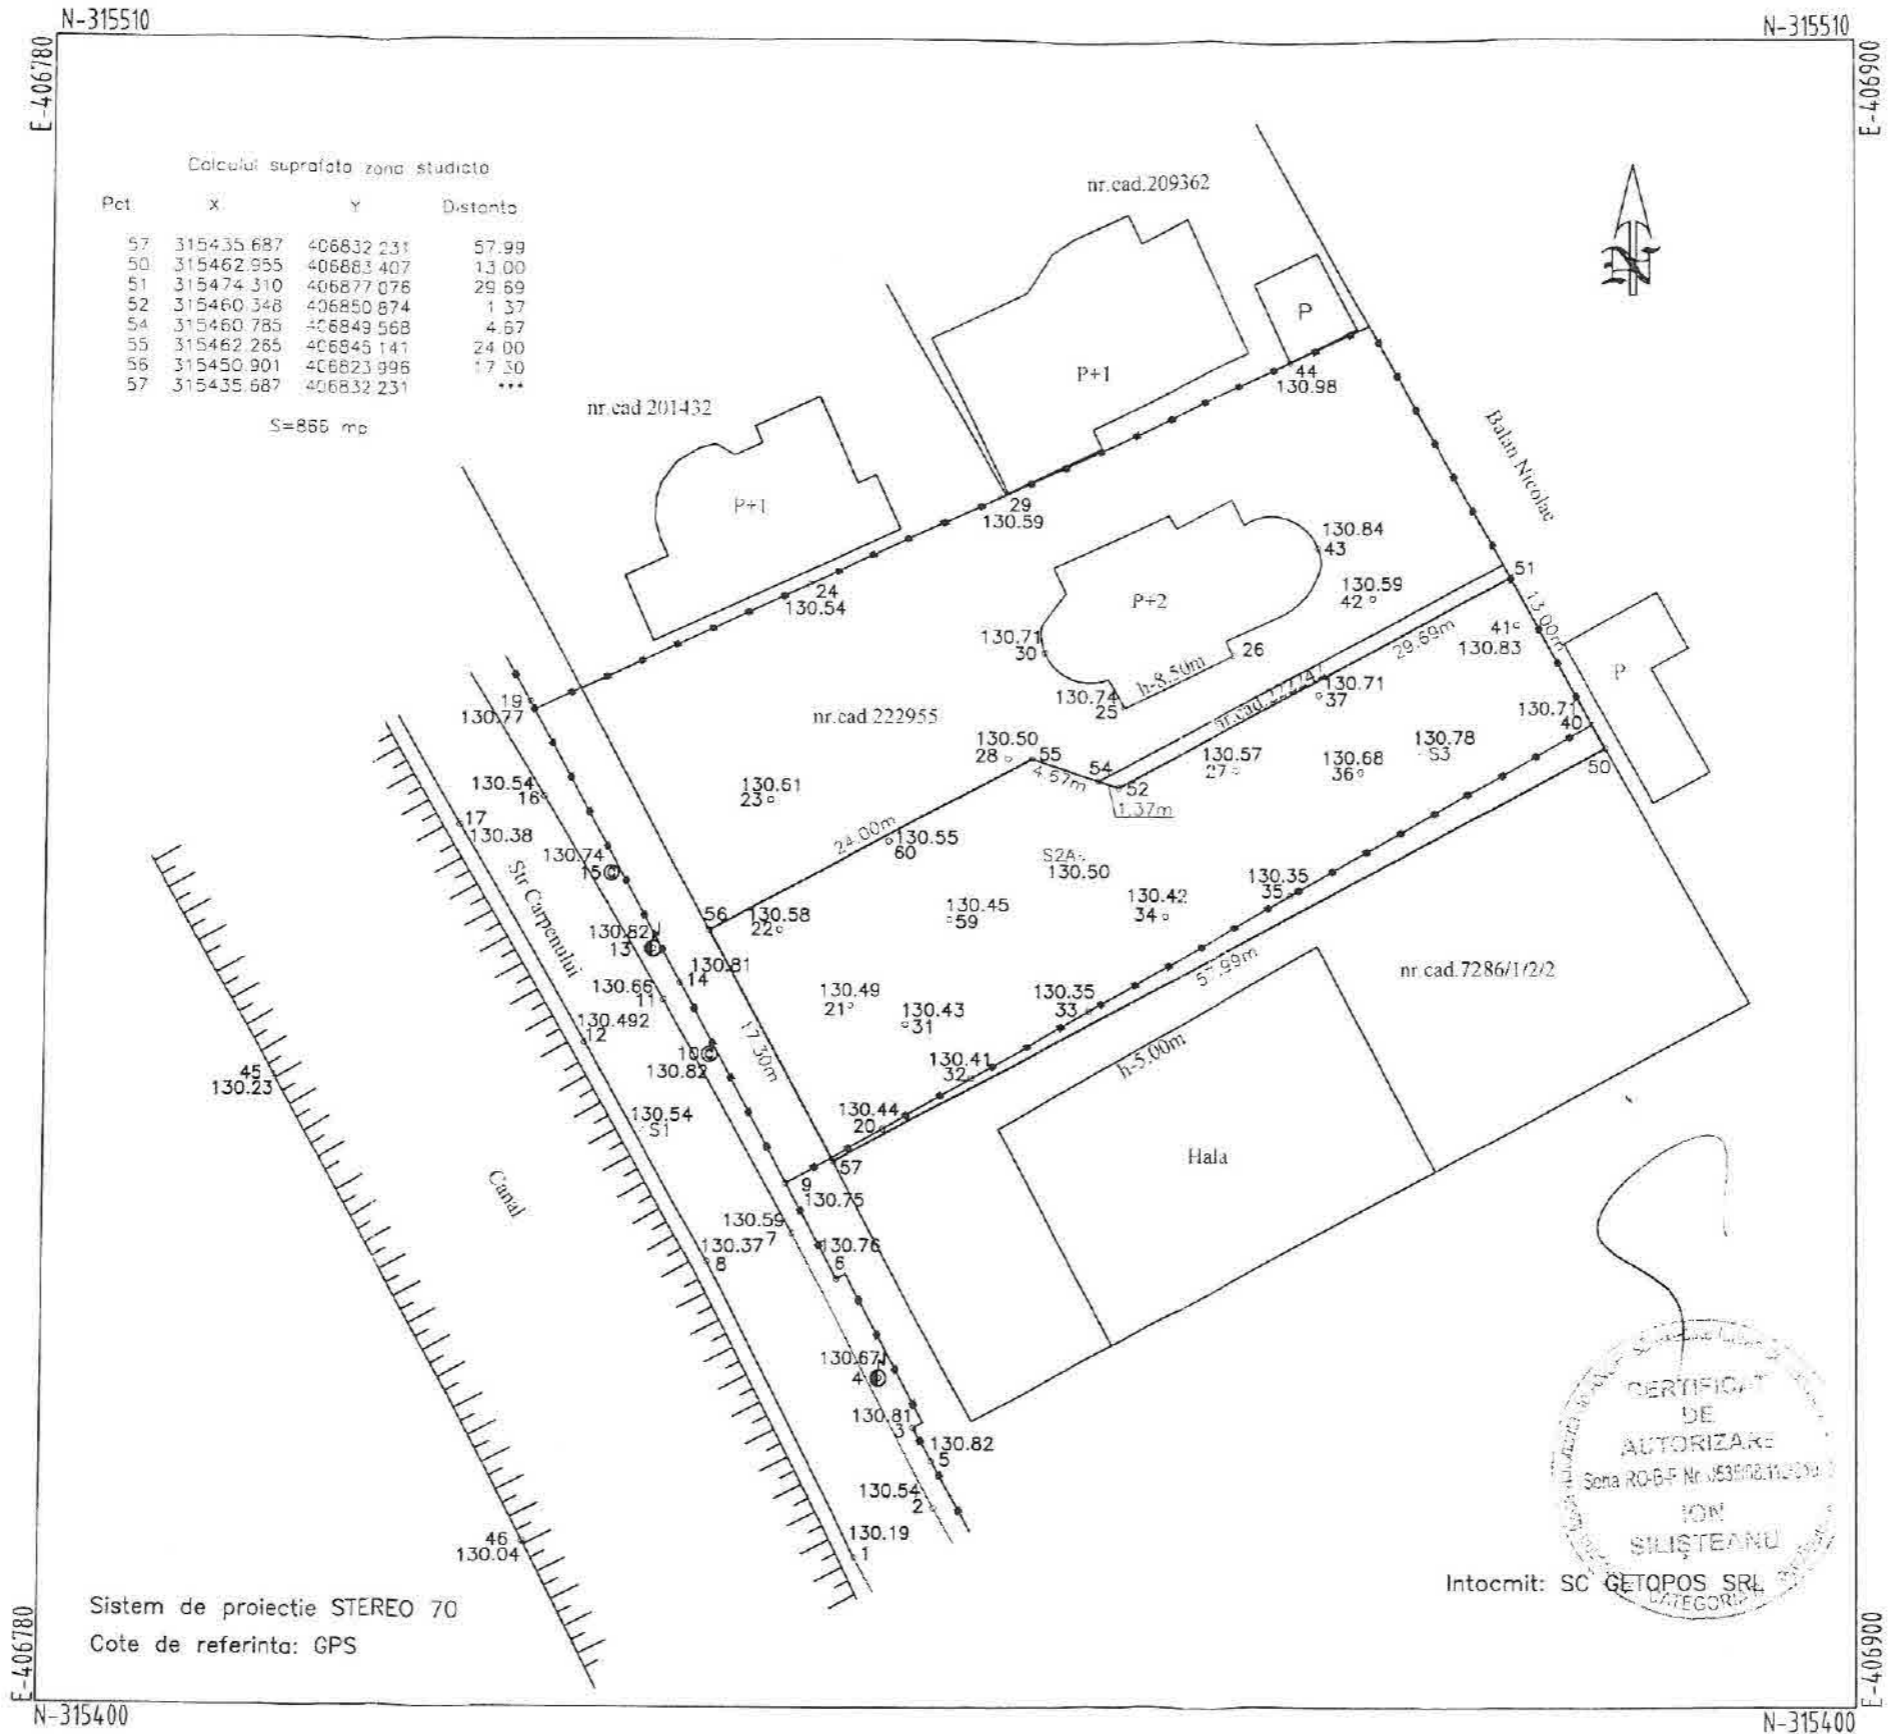 N-315510
N-315510
E-406780
E-406900
Calculul suprafata zona studiata
Pct X Y Distanta
57 315435.687 406832.231 57.99
50 315462.955 406883.407 13.00
51 315474.310 406877.076 29.69
52 315460.348 406850.874 1.37
54 315460.785 406849.568 4.67
55 315462.265 406845.141 24.00
56 315450.901 406823.996 17.30
57 315435.687 406832.231 ***
S=866 mp
nr.cad.209362
P
P+1
44
130.98
nr.cad 201432
P+1
Balan Nicolae
29
130.59
130.84
43
24
130.54
P+2
130.59
42
51
13.00m
130.71
30
26
29.69m
41
130.83
P
h-8.50m
19
130.77
130.74
25
130.71
37
nr.cad.222955
130.71
40
130.50
28
55
4.67m
54
52
1.37m
130.57
27
130.68
36
130.78
S3
50
130.54
16
130.61
23
17
130.38
24.00m
130.55
60
130.74
15
S2A
130.50
Str Carpenului
130.35
35
130.42
34
130.45
59
56
130.58
22
130.82
13
130.81
14
57.99m
nr.cad.7286/1/2/2
130.66
11
130.49
21
130.43
31
130.35
33
130.492
12
10
130.82
17.30m
130.41
32
h-5.00m
45
130.23
130.54
S1
130.44
20
57
Hala
Canal
9
130.75
130.59
7
130.37
8
130.76
6
130.67
4
130.81
3
130.82
5
130.54
2
130.19
1
46
130.04
CERTIFICAT
DE
AUTORIZARE
ION
SILIȘTEANU
Intocmit: SC GETOPOS SRL
CATEGORIA
Sistem de proiectie STEREO 70
Cote de referinta: GPS
E-406780
E-406900
N-315400
N-315400